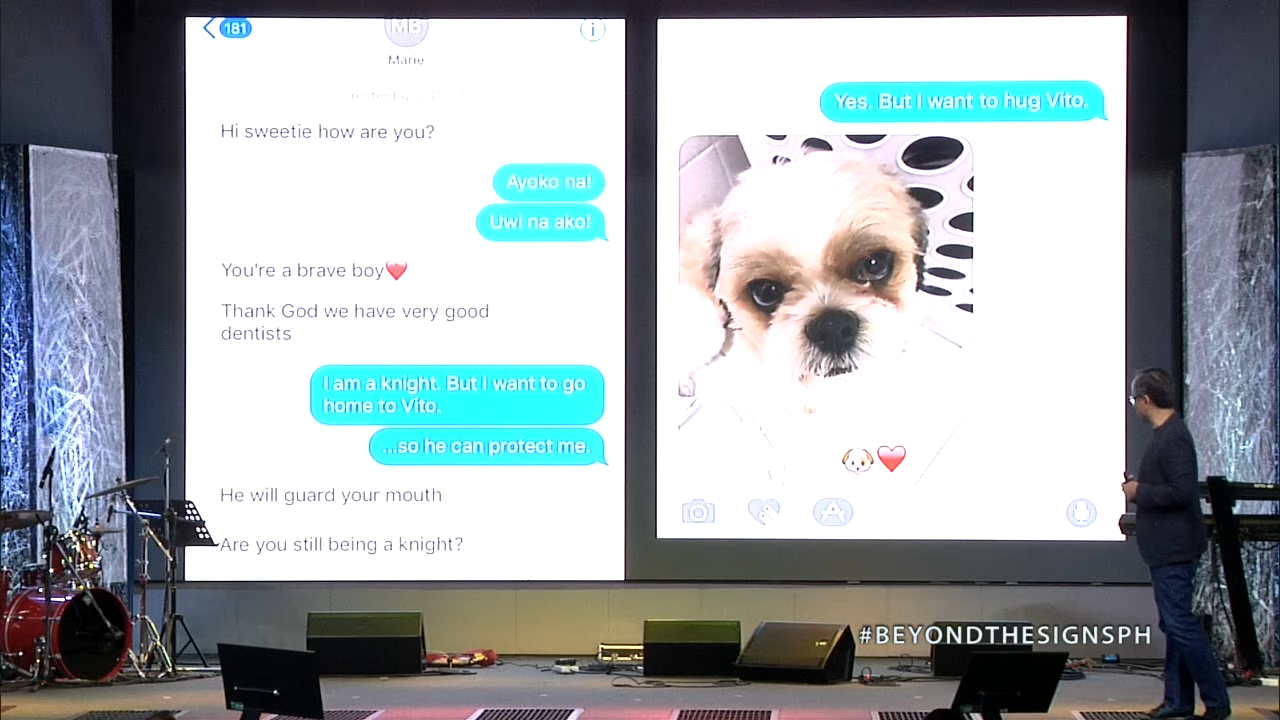 181
MB
Marie
Hi sweetie how are you?
Ayoko na!
Uwi na ako!
You're a brave boy❤️
Thank God we have very good
dentists
I am a knight. But I want to go
home to Vito.
...so he can protect me.
He will guard your mouth
Are you still being a knight?
Yes. But I want to hug Vito.
🐶❤️
#BEYONDTHESIGNSPH